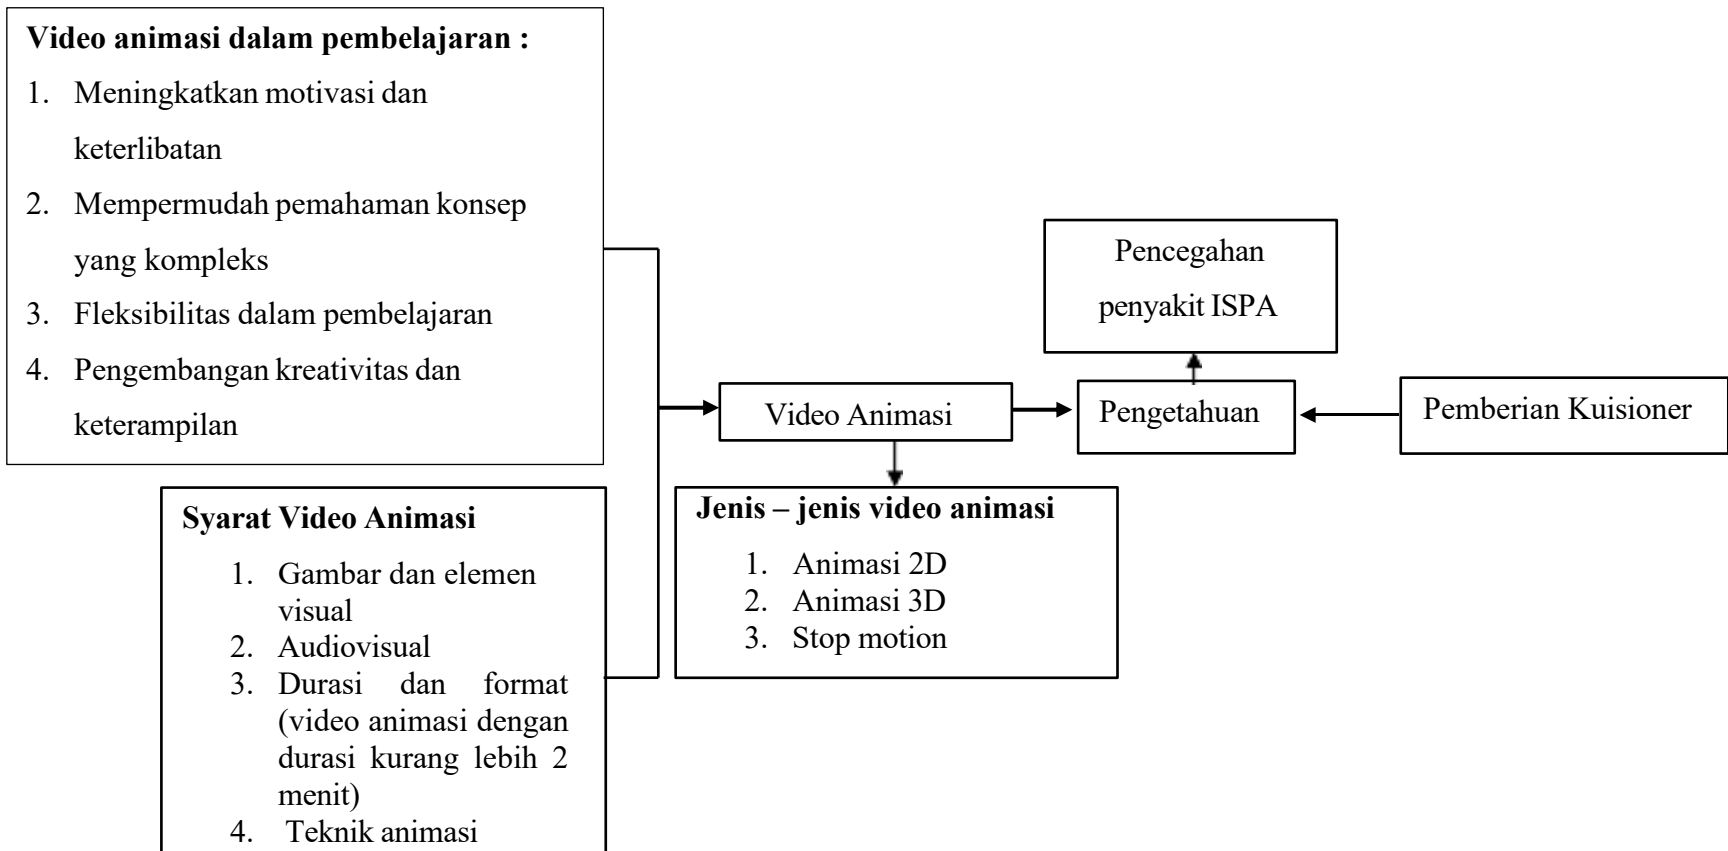 Video animasi dalam pembelajaran :
1. Meningkatkan motivasi dan
keterlibatan
2. Mempermudah pemahaman konsep
yang kompleks
3. Fleksibilitas dalam pembelajaran
4. Pengembangan kreativitas dan
keterampilan
Syarat Video Animasi
1. Gambar dan elemen
visual
2. Audiovisual
3. Durasi dan format
(video animasi dengan
durasi kurang lebih 2
menit)
4. Teknik animasi
Video Animasi
Jenis – jenis video animasi
1. Animasi 2D
2. Animasi 3D
3. Stop motion
Pencegahan
penyakit ISPA
Pengetahuan
Pemberian Kuisioner